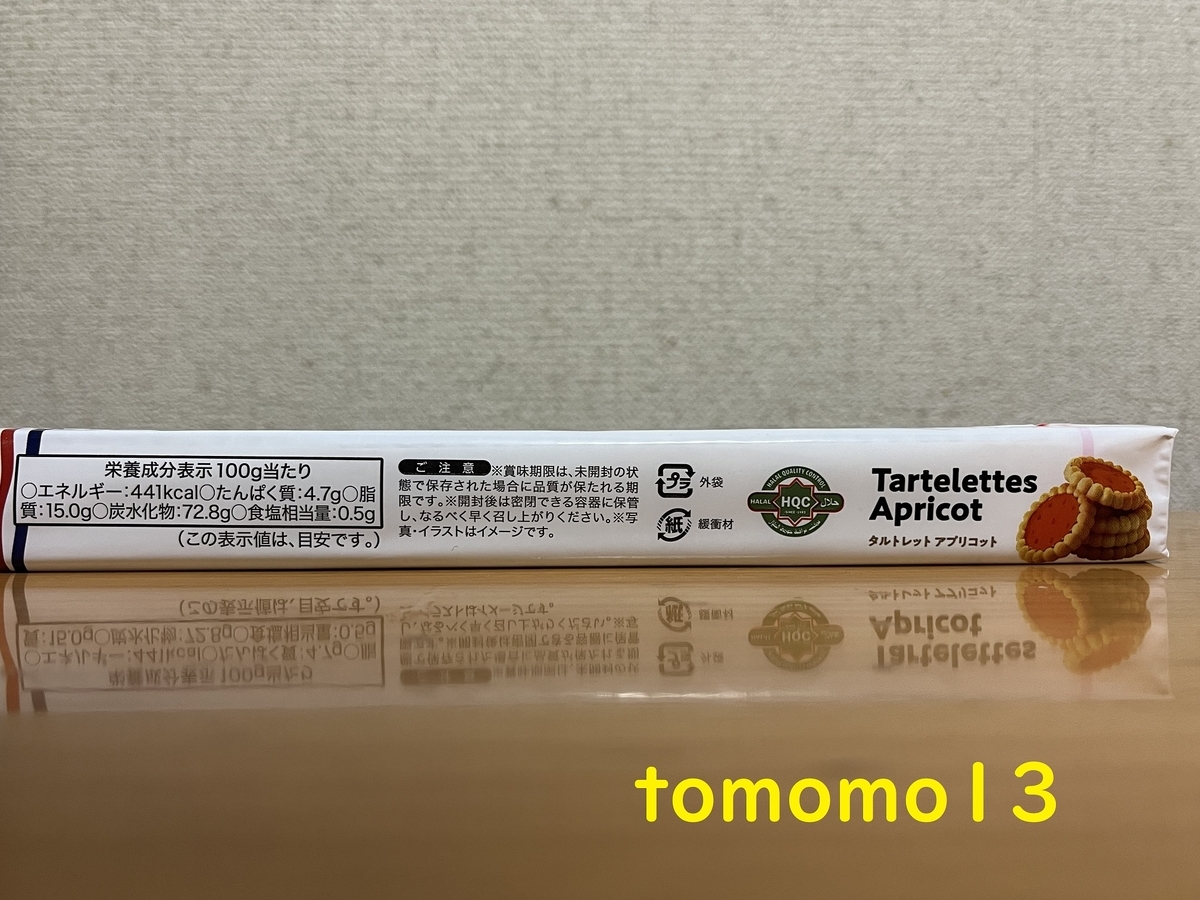 栄養成分表示100g当たり
○エネルギー:441kcal○たんぱく質:4.7g○脂
質:15.0g○炭水化物:72.8g○食塩相当量:0.5g
(この表示値は、目安です。)
ご注意 ※賞味期限は、未開封の状
態で保存された場合に品質が保たれる期
限です。※開封後は密閉できる容器に保管
し、なるべく早く召し上がりください。※写
真・イラストはイメージです。
プラ 外袋
紙 緩衝材
HALAL QUALITY CONTROL
HALAL HQC حلال
Tartelettes
Apricot
タルトレット アプリコット
tomomo13